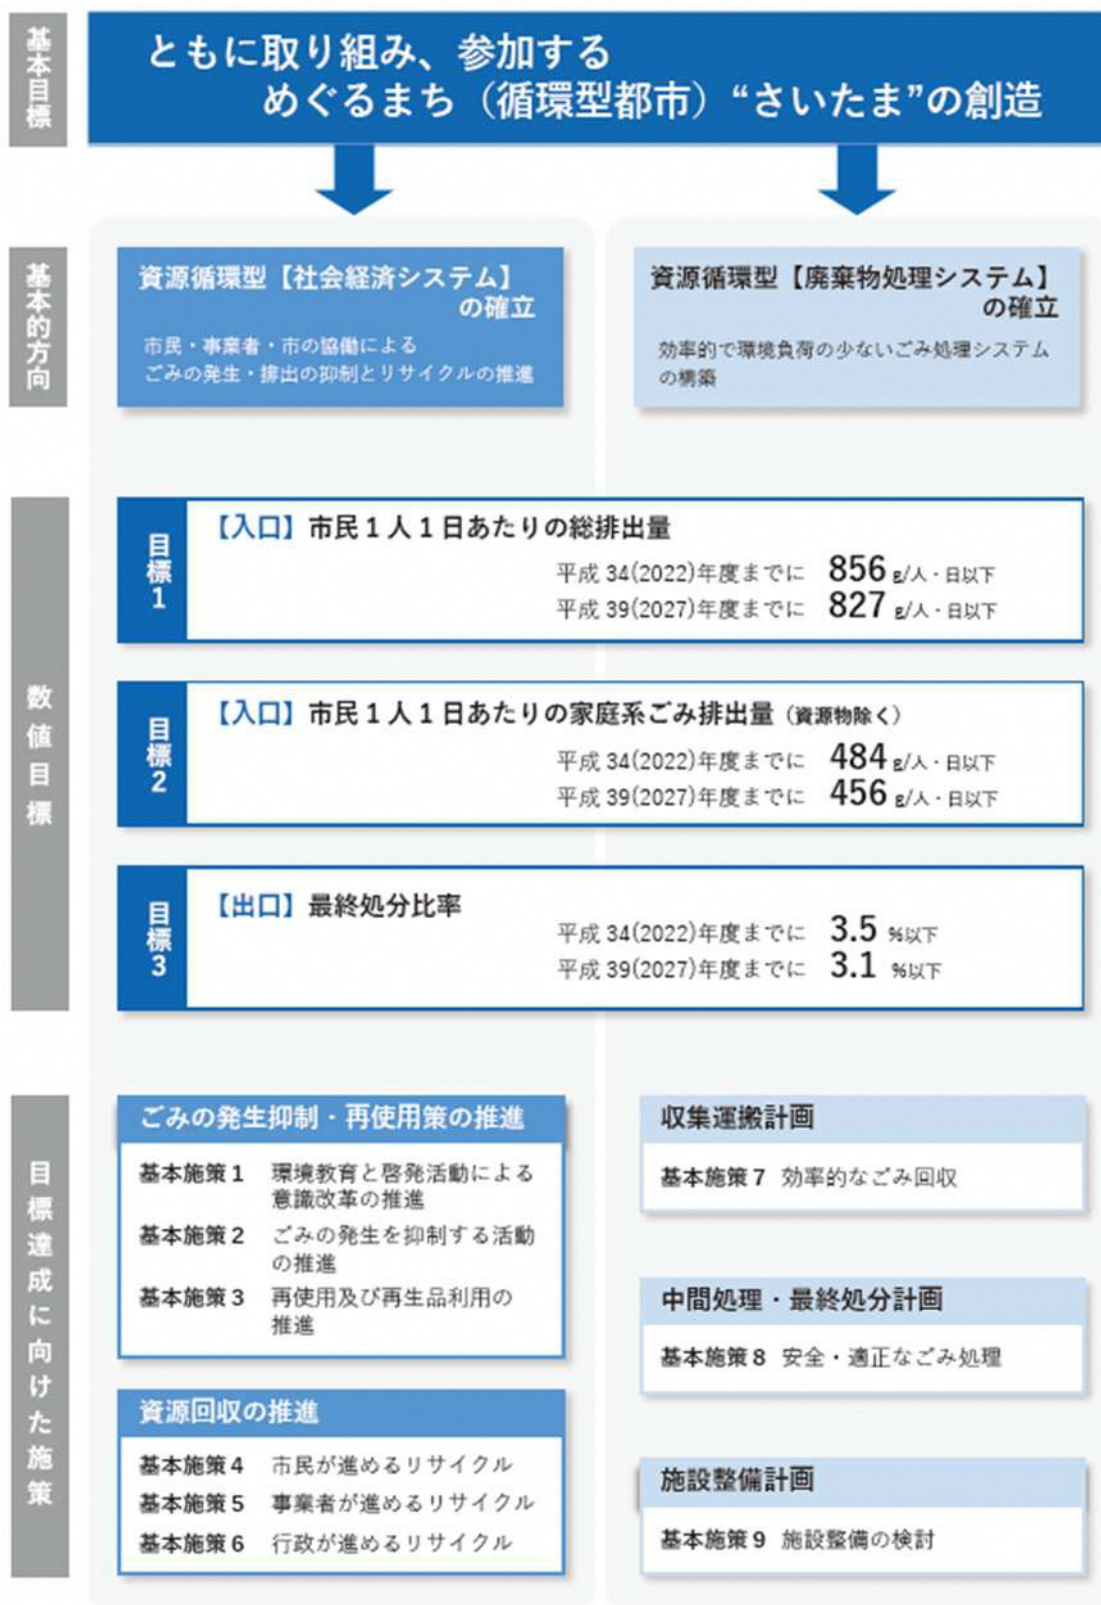 基本目標
ともに取り組み、参加する
めぐるまち（循環型都市）“さいたま”の創造
基本的方向
資源循環型【社会経済システム】
の確立
市民・事業者・市の協働による
ごみの発生・排出の抑制とリサイクルの推進
資源循環型【廃棄物処理システム】
の確立
効率的で環境負荷の少ないごみ処理システム
の構築
数値目標
目標1
【入口】市民1人1日あたりの総排出量
平成 34(2022)年度までに 856 g/人・日以下
平成 39(2027)年度までに 827 g/人・日以下
目標2
【入口】市民1人1日あたりの家庭系ごみ排出量（資源物除く）
平成 34(2022)年度までに 484 g/人・日以下
平成 39(2027)年度までに 456 g/人・日以下
目標3
【出口】最終処分比率
平成 34(2022)年度までに 3.5 %以下
平成 39(2027)年度までに 3.1 %以下
目標達成に向けた施策
ごみの発生抑制・再使用策の推進
基本施策1 環境教育と啓発活動による
意識改革の推進
基本施策2 ごみの発生を抑制する活動
の推進
基本施策3 再使用及び再生品利用の
推進
資源回収の推進
基本施策4 市民が進めるリサイクル
基本施策5 事業者が進めるリサイクル
基本施策6 行政が進めるリサイクル
収集運搬計画
基本施策7 効率的なごみ回収
中間処理・最終処分計画
基本施策8 安全・適正なごみ処理
施設整備計画
基本施策9 施設整備の検討